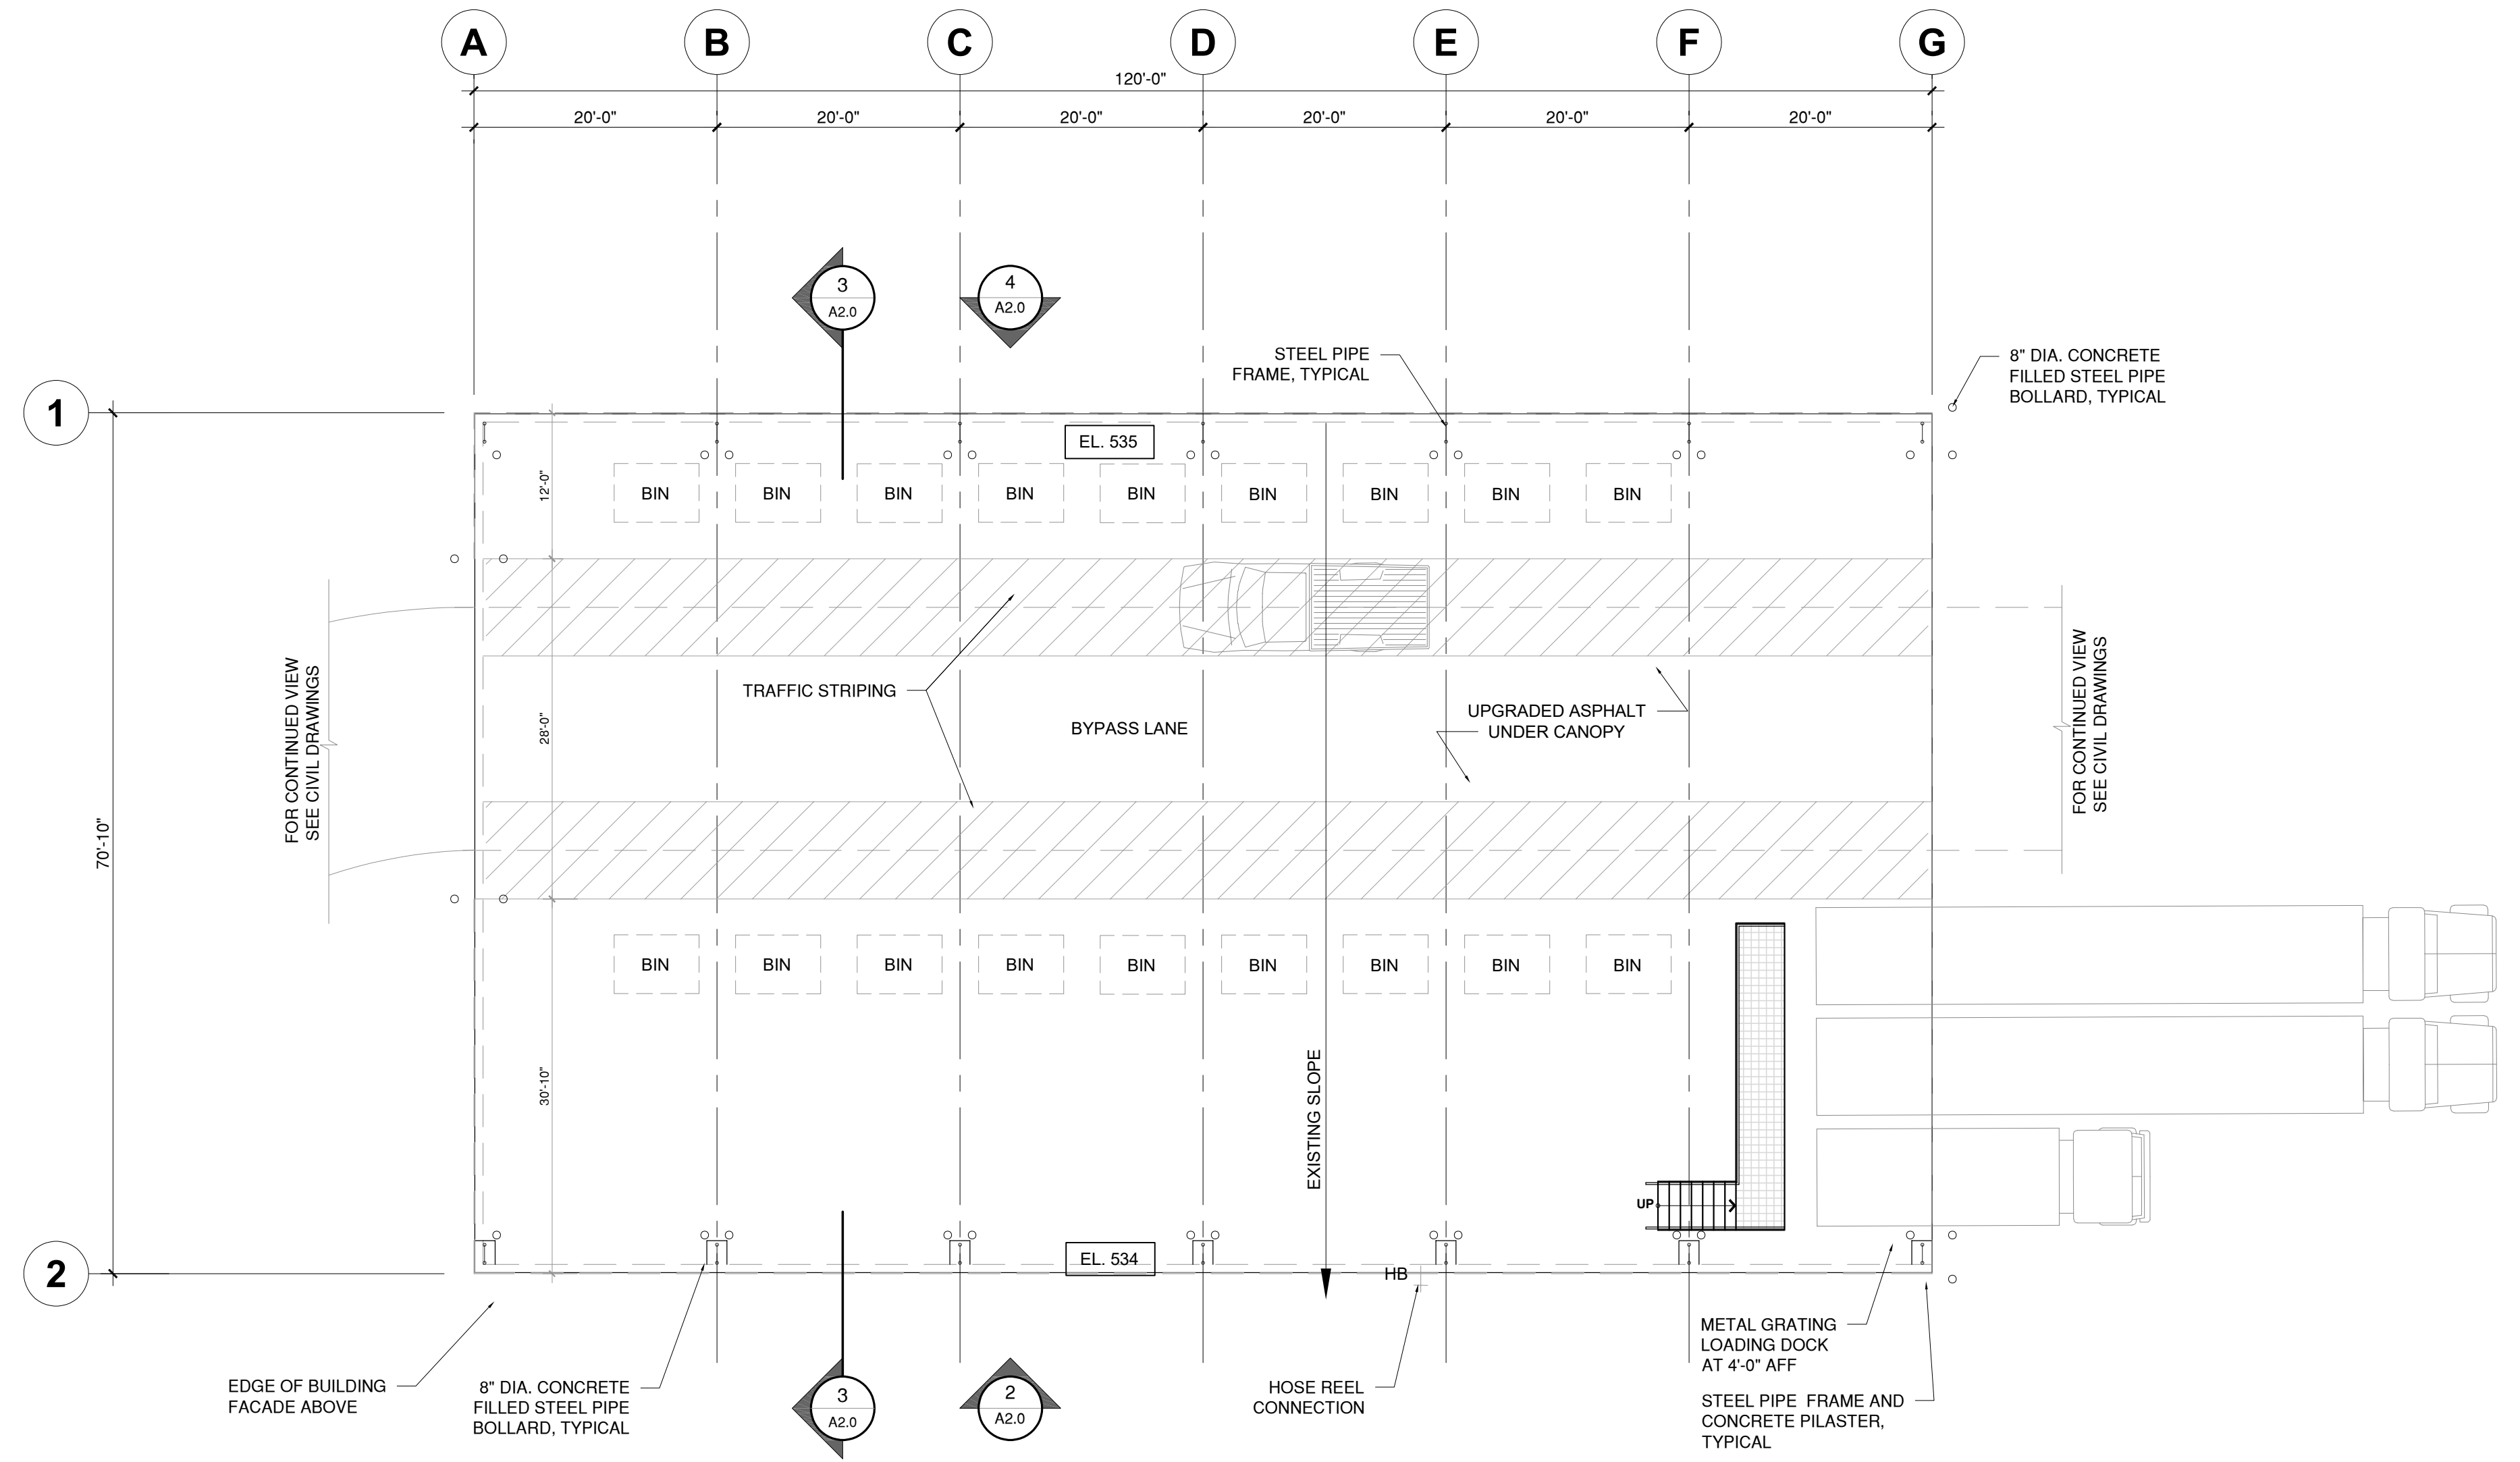 A B C D E F G
120'-0"
20'-0" 20'-0" 20'-0" 20'-0" 20'-0" 20'-0"
3
A2.0
4
A2.0
STEEL PIPE
FRAME, TYPICAL
8" DIA. CONCRETE
FILLED STEEL PIPE
BOLLARD, TYPICAL
1
EL. 535
12'-0"
BIN BIN BIN BIN BIN BIN BIN BIN BIN
FOR CONTINUED VIEW
SEE CIVIL DRAWINGS
TRAFFIC STRIPING
28'-0"
BYPASS LANE
UPGRADED ASPHALT
UNDER CANOPY
FOR CONTINUED VIEW
SEE CIVIL DRAWINGS
70'-10"
BIN BIN BIN BIN BIN BIN BIN BIN BIN
30'-10"
EXISTING SLOPE
UP
2
EL. 534
HB
EDGE OF BUILDING
FACADE ABOVE
8" DIA. CONCRETE
FILLED STEEL PIPE
BOLLARD, TYPICAL
3
A2.0
2
A2.0
HOSE REEL
CONNECTION
METAL GRATING
LOADING DOCK
AT 4'-0" AFF
STEEL PIPE FRAME AND
CONCRETE PILASTER,
TYPICAL